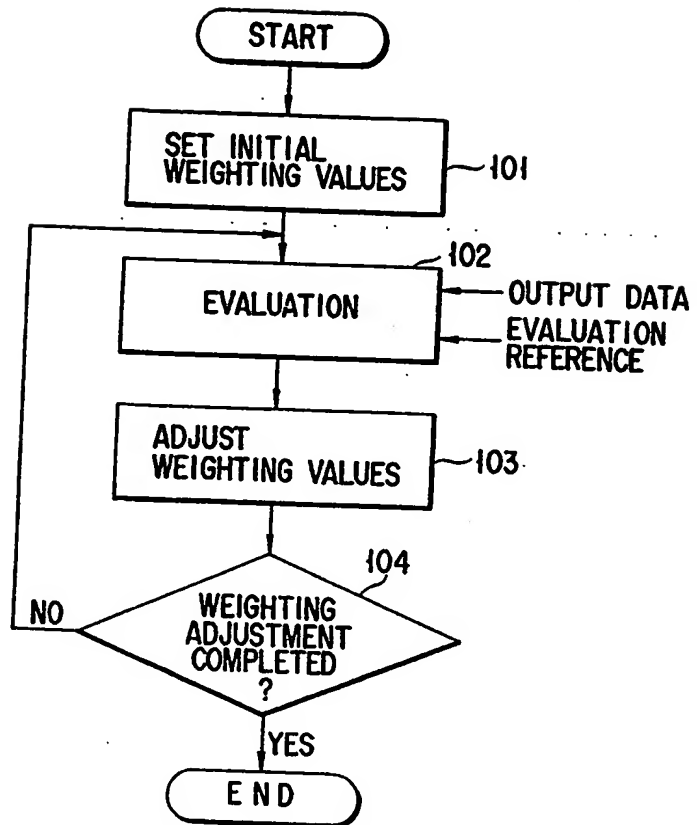 START
SET INITIAL
WEIGHTING VALUES
101
102
EVALUATION
OUTPUT DATA
EVALUATION
REFERENCE
ADJUST
WEIGHTING VALUES
103
104
NO
WEIGHTING
ADJUSTMENT
COMPLETED
?
YES
END